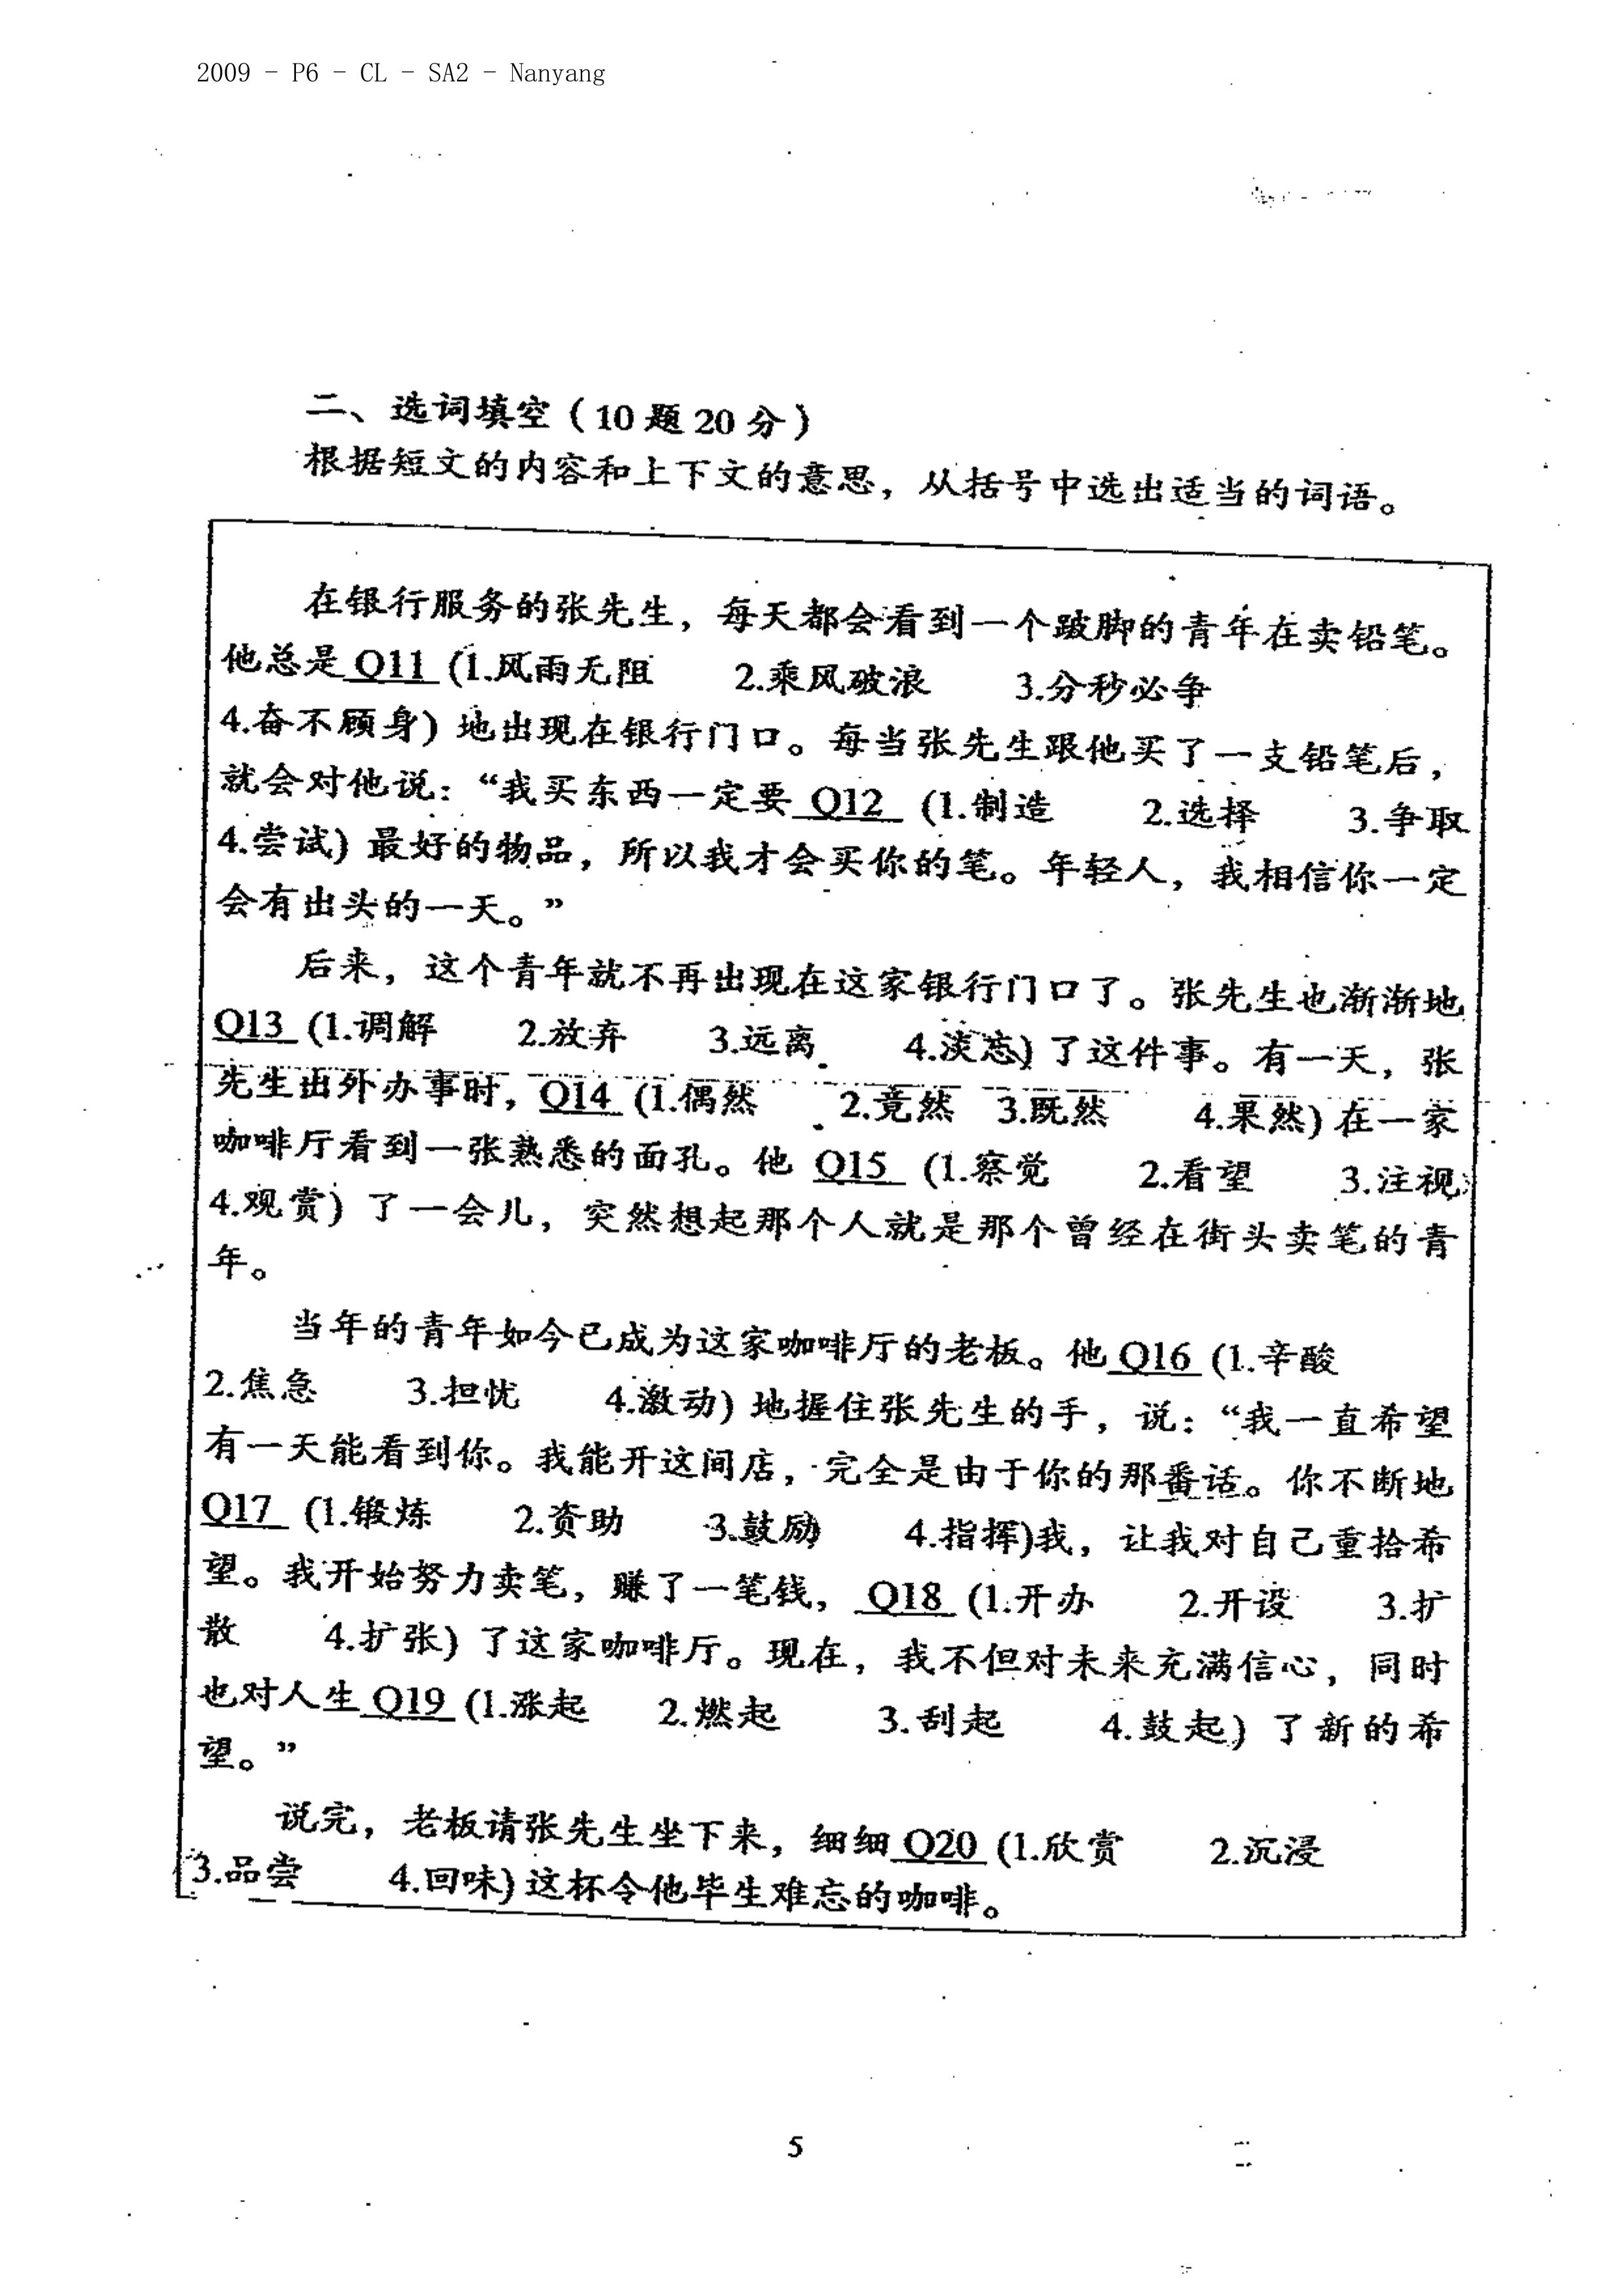 2009 - P6 - CL - SA2 - Nanyang
二、选词填空（10 题 20 分）
根据短文的内容和上下文的意思，从括号中选出适当的词语。
在银行服务的张先生，每天都会看到一个跛脚的青年在卖铅笔。
他总是 Q11 (1.风雨无阻 2.乘风破浪 3.分秒必争
4.奋不顾身) 地出现在银行门口。每当张先生跟他买了一支铅笔后，
就会对他说：“我买东西一定要 Q12 (1.制造 2.选择 3.争取
4.尝试) 最好的物品，所以我才会买你的笔。年轻人，我相信你一定
会有出头的一天。”
后来，这个青年就不再出现在这家银行门口了。张先生也渐渐地
Q13 (1.调解 2.放弃 3.远离 4.淡忘) 了这件事。有一天，张
先生出外办事时，Q14 (1.偶然 2.竟然 3.既然 4.果然) 在一家
咖啡厅看到一张熟悉的面孔。他 Q15 (1.察觉 2.看望 3.注视
4.观赏) 了一会儿，突然想起那个人就是那个曾经在街头卖笔的青
年。
当年的青年如今已成为这家咖啡厅的老板。他 Q16 (1.辛酸
2.焦急 3.担忧 4.激动) 地握住张先生的手，说：“我一直希望
有一天能看到你。我能开这间店，完全是由于你的那番话。你不断地
Q17 (1.锻炼 2.资助 3.鼓励 4.指挥)我，让我对自己重拾希
望。我开始努力卖笔，赚了一笔钱， Q18 (1.开办 2.开设 3.扩
散 4.扩张) 了这家咖啡厅。现在，我不但对未来充满信心，同时
也对人生 Q19 (1.涨起 2.燃起 3.刮起 4.鼓起) 了新的希
望。”
说完，老板请张先生坐下来，细细 Q20 (1.欣赏 2.沉浸
3.品尝 4.回味) 这杯令他毕生难忘的咖啡。
5